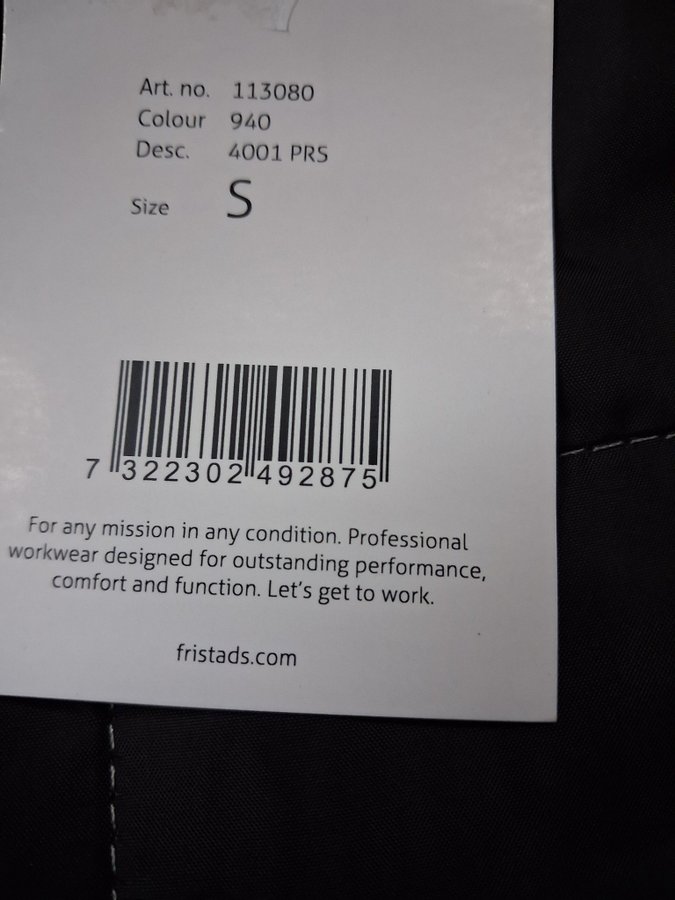 Art. no. 113080
Colour 940
Desc. 4001 PRS
Size S
7 322302 492875
For any mission in any condition. Professional
workwear designed for outstanding performance,
comfort and function. Let's get to work.
fristads.com